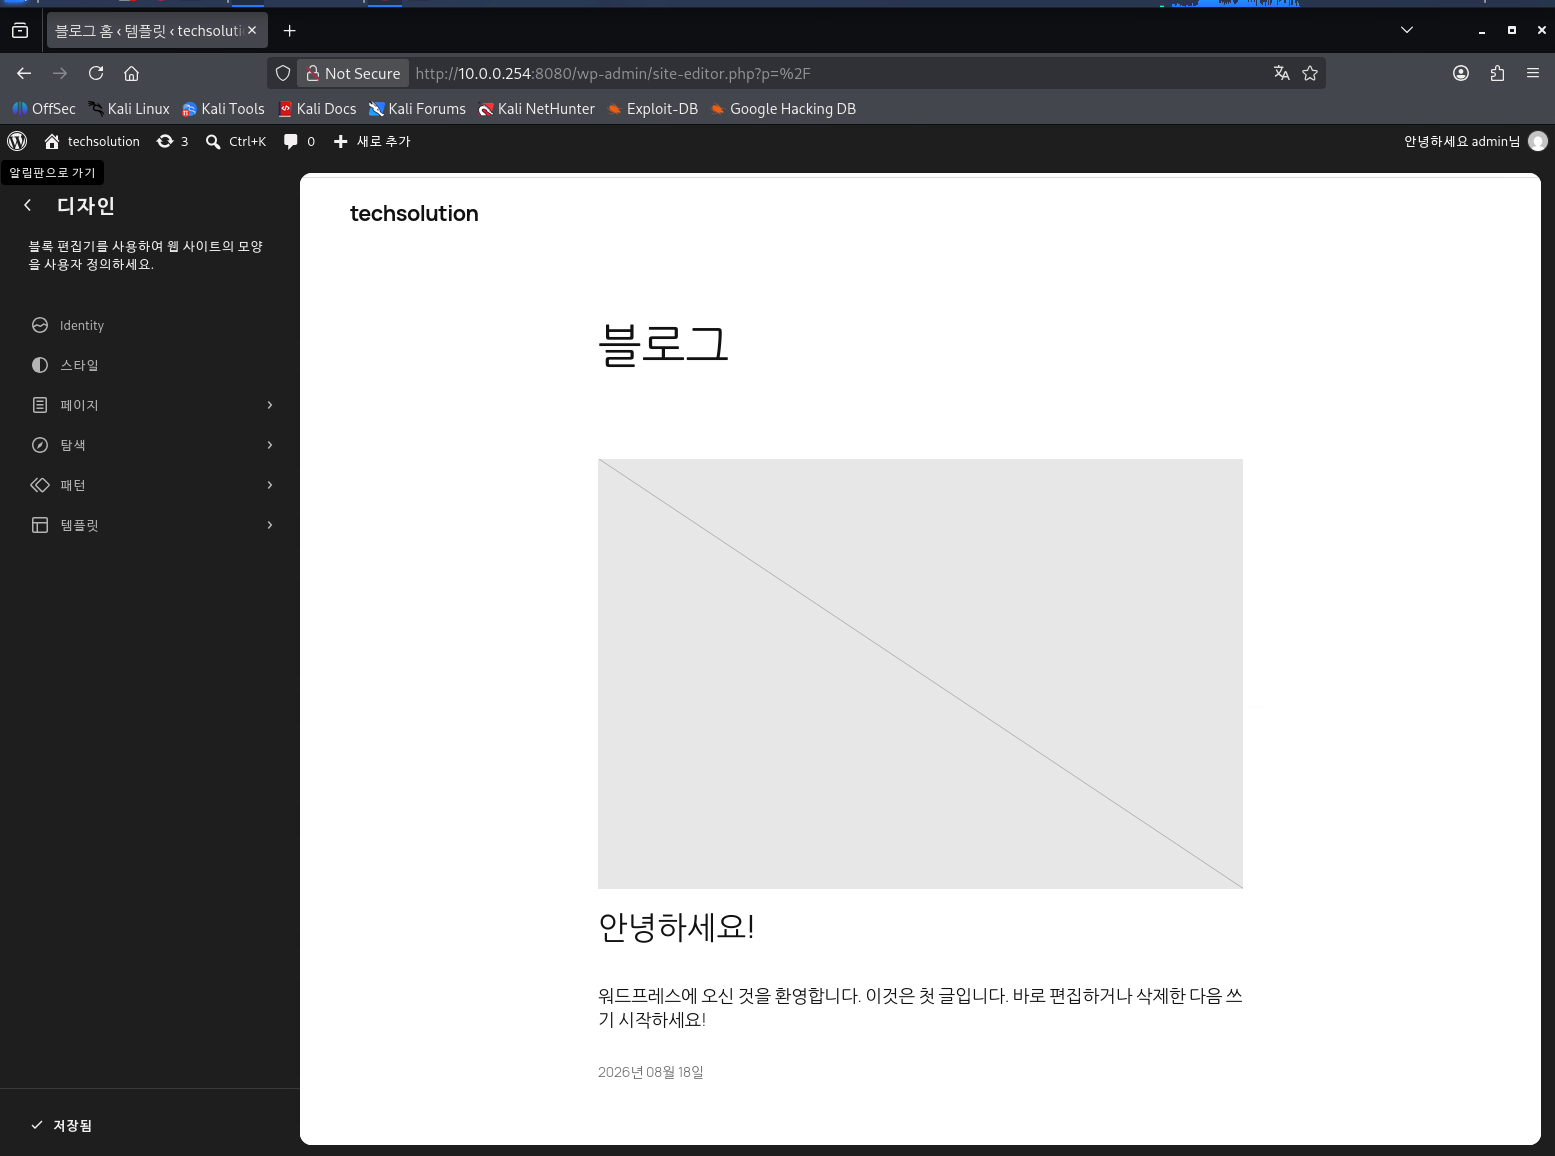 블로그 홈 ‹ 템플릿 ‹ techsoluti
Not Secure http://10.0.0.254:8080/wp-admin/site-editor.php?p=%2F
OffSec Kali Linux Kali Tools Kali Docs Kali Forums Kali NetHunter Exploit-DB Google Hacking DB
techsolution 3 Ctrl+K 0 새로 추가 안녕하세요 admin님
알림판으로 가기
디자인
블록 편집기를 사용하여 웹 사이트의 모양
을 사용자 정의하세요.
Identity
스타일
페이지
탐색
패턴
템플릿
저장됨
techsolution
블로그
안녕하세요!
워드프레스에 오신 것을 환영합니다. 이것은 첫 글입니다. 바로 편집하거나 삭제한 다음 쓰
기 시작하세요!
2026년 08월 18일